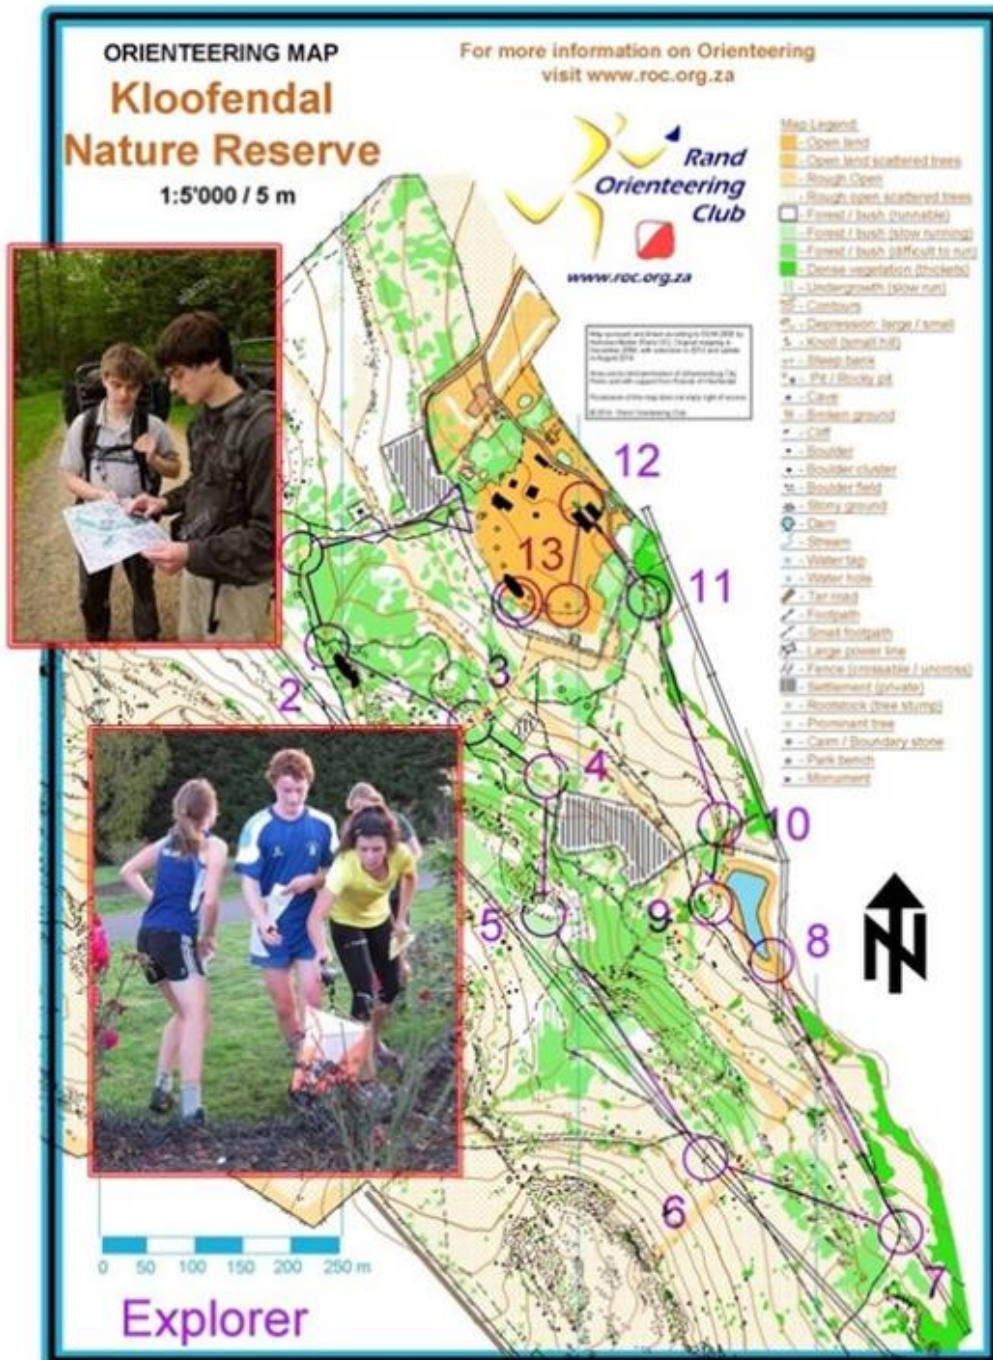 ORIENTEERING MAP
Kloofendal
Nature Reserve
1:5'000 / 5 m
For more information on Orienteering
visit www.roc.org.za
Rand
Orienteering
Club
www.roc.org.za
Map Legend:
- Open land
- Open land scattered trees
- Rough Open
- Rough open scattered trees
- Forest / bush (runnable)
- Forest / bush (slow running)
- Forest / bush (difficult to run)
- Dense vegetation (thickets)
- Undergrowth (slow run)
- Contours
- Depression: large / small
- Knoll (small hill)
- Steep bank
- Pit / Rocky pit
- Cave
- Broken ground
- Cliff
- Boulder
- Boulder cluster
- Boulder field
- Stony ground
- Dam
- Stream
- Water tap
- Water hole
- Tar road
- Footpath
- Small footpath
- Large power line
- Fence (crossable / uncross)
- Settlement (private)
- Rootstock (tree stump)
- Prominent tree
- Cairn / Boundary stone
- Park bench
- Monument
12
13
11
2
3
4
10
5
9
8
6
7
N
0 50 100 150 200 250 m
Explorer